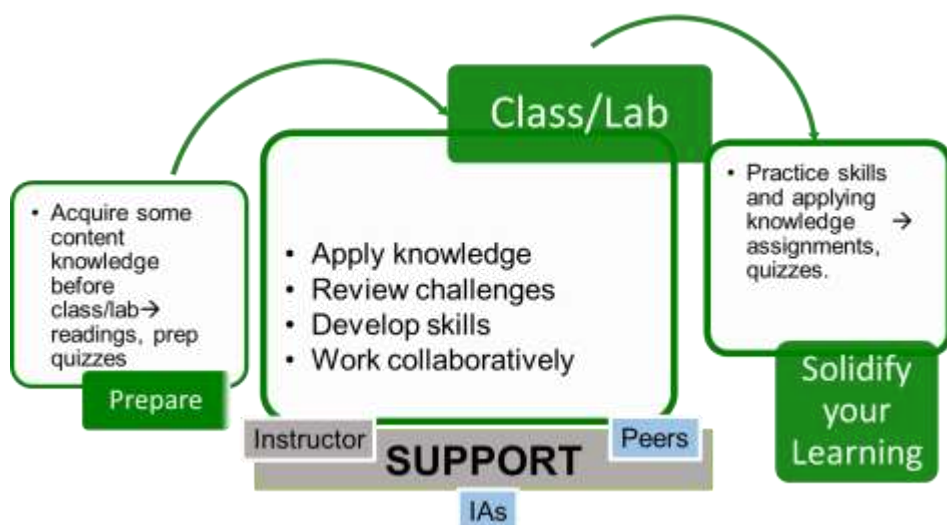 • Acquire some
content
knowledge
before
class/lab→
readings, prep
quizzes
Prepare
Class/Lab
• Apply knowledge
• Review challenges
• Develop skills
• Work collaboratively
Instructor
Peers
SUPPORT
IAs
• Practice skills
and applying
knowledge →
assignments,
quizzes.
Solidify
your
Learning